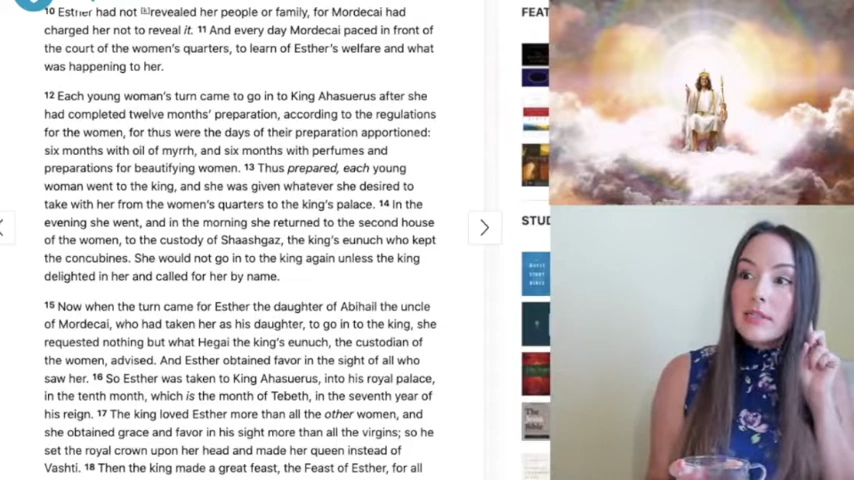 10 Esther had not [k]revealed her people or family, for Mordecai had
charged her not to reveal it. 11 And every day Mordecai paced in front of
the court of the women's quarters, to learn of Esther's welfare and what
was happening to her.
12 Each young woman's turn came to go in to King Ahasuerus after she
had completed twelve months' preparation, according to the regulations
for the women, for thus were the days of their preparation apportioned:
six months with oil of myrrh, and six months with perfumes and
preparations for beautifying women. 13 Thus prepared, each young
woman went to the king, and she was given whatever she desired to
take with her from the women's quarters to the king's palace. 14 In the
evening she went, and in the morning she returned to the second house
of the women, to the custody of Shaashgaz, the king's eunuch who kept
the concubines. She would not go in to the king again unless the king
delighted in her and called for her by name.
15 Now when the turn came for Esther the daughter of Abihail the uncle
of Mordecai, who had taken her as his daughter, to go in to the king, she
requested nothing but what Hegai the king's eunuch, the custodian of
the women, advised. And Esther obtained favor in the sight of all who
saw her. 16 So Esther was taken to King Ahasuerus, into his royal palace,
in the tenth month, which is the month of Tebeth, in the seventh year of
his reign. 17 The king loved Esther more than all the other women, and
she obtained grace and favor in his sight more than all the virgins; so he
set the royal crown upon her head and made her queen instead of
Vashti. 18 Then the king made a great feast, the Feast of Esther, for all
FEAT
STUD